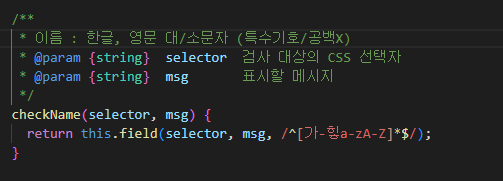 /**
 * 이름 : 한글, 영문 대/소문자 (특수기호/공백X)
 * @param {string}  selector  검사 대상의 CSS 선택자
 * @param {string}  msg       표시할 메시지
 */
checkName(selector, msg) {
  return this.field(selector, msg, /^[가-힣a-zA-Z]*$/);
}